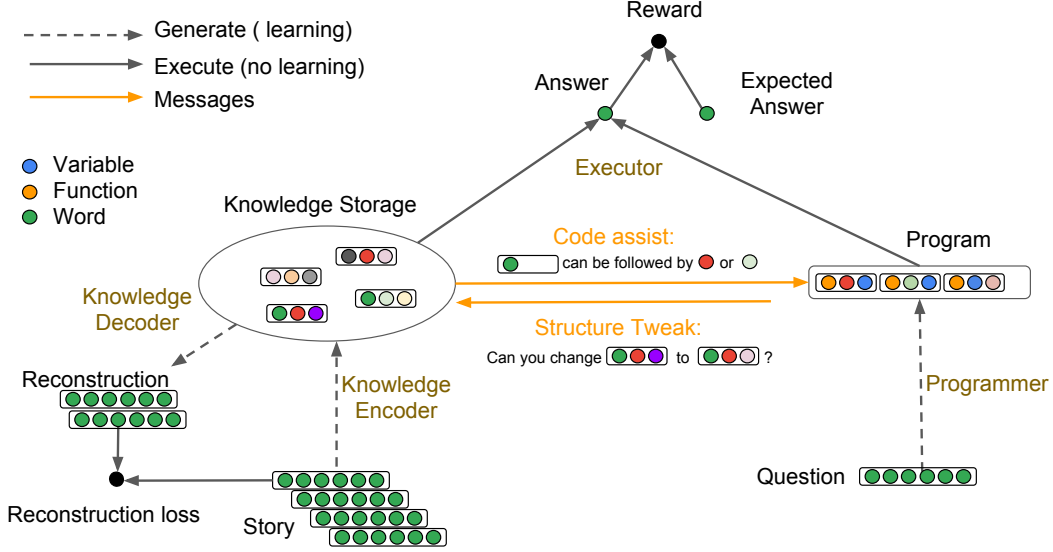 Generate ( learning)
Execute (no learning)
Messages
Variable
Function
Word
Reward
Answer
Expected
Answer
Executor
Knowledge Storage
Program
Code assist:
can be followed by or
Structure Tweak:
Can you change to ?
Knowledge
Decoder
Knowledge
Encoder
Programmer
Reconstruction
Reconstruction loss
Story
Question